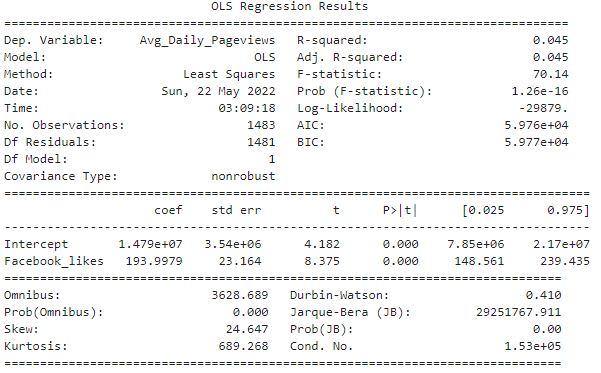 OLS Regression Results
==============================================================================
Dep. Variable: Avg_Daily_Pageviews R-squared: 0.045
Model: OLS Adj. R-squared: 0.045
Method: Least Squares F-statistic: 70.14
Date: Sun, 22 May 2022 Prob (F-statistic): 1.26e-16
Time: 03:09:18 Log-Likelihood: -29879.
No. Observations: 1483 AIC: 5.976e+04
Df Residuals: 1481 BIC: 5.977e+04
Df Model: 1
Covariance Type: nonrobust
==================================================================================
coef std err t P>|t| [0.025 0.975]
----------------------------------------------------------------------------------
Intercept 1.479e+07 3.54e+06 4.182 0.000 7.85e+06 2.17e+07
Facebook_likes 193.9979 23.164 8.375 0.000 148.561 239.435
==============================================================================
Omnibus: 3628.689 Durbin-Watson: 0.410
Prob(Omnibus): 0.000 Jarque-Bera (JB): 29251767.911
Skew: 24.647 Prob(JB): 0.00
Kurtosis: 689.268 Cond. No. 1.53e+05
==============================================================================